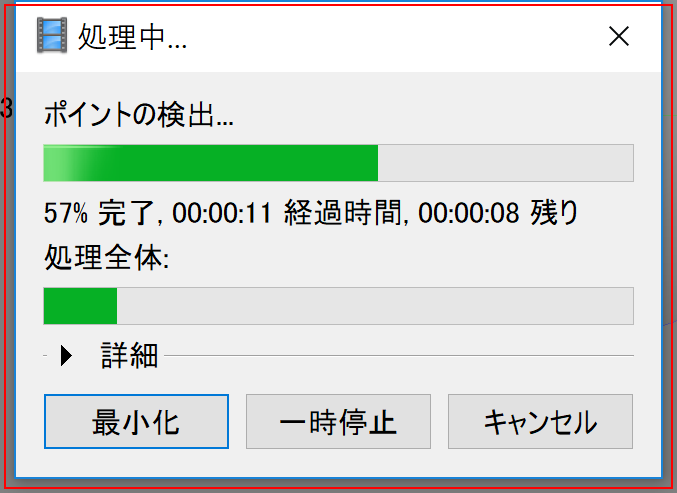 処理中...
3
ポイントの検出...
57% 完了, 00:00:11 経過時間, 00:00:08 残り
処理全体:
詳細
最小化 一時停止 キャンセル